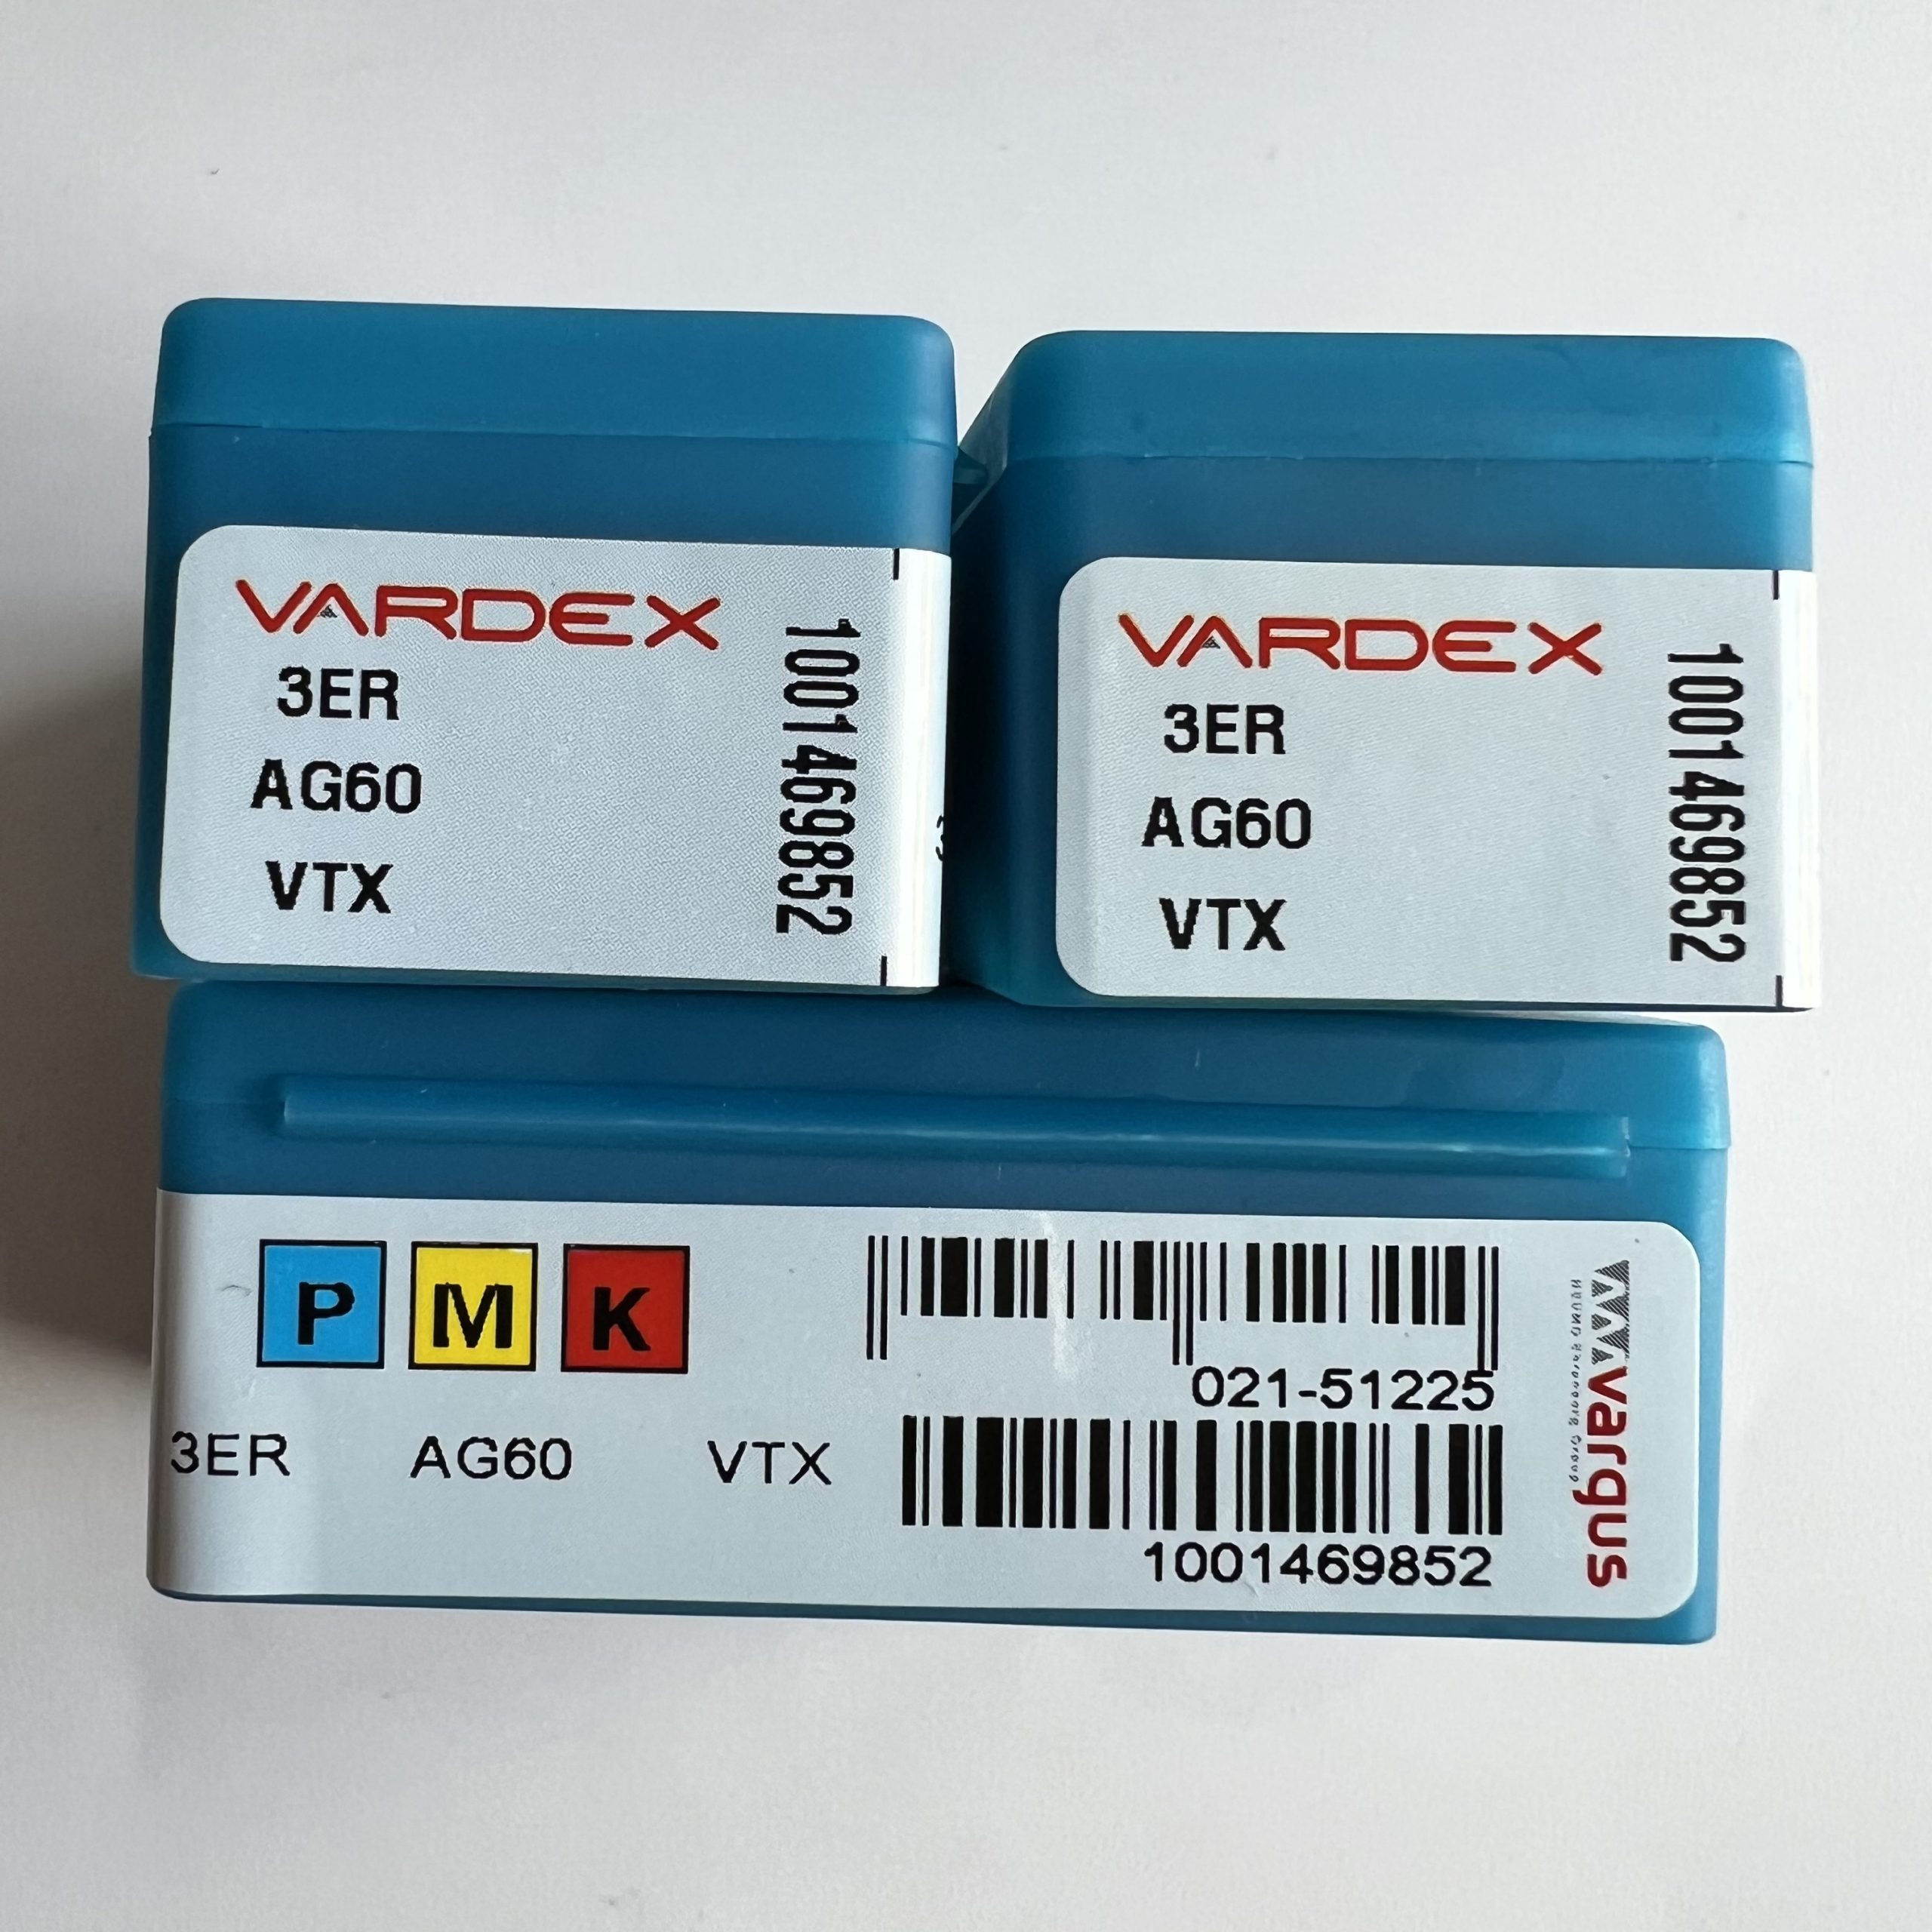 VARDEX
3ER
AG60
VTX
1001469852
VARDEX
3ER
AG60
VTX
1001469852
P M K
021-51225
3ER AG60 VTX
1001469852
vargus